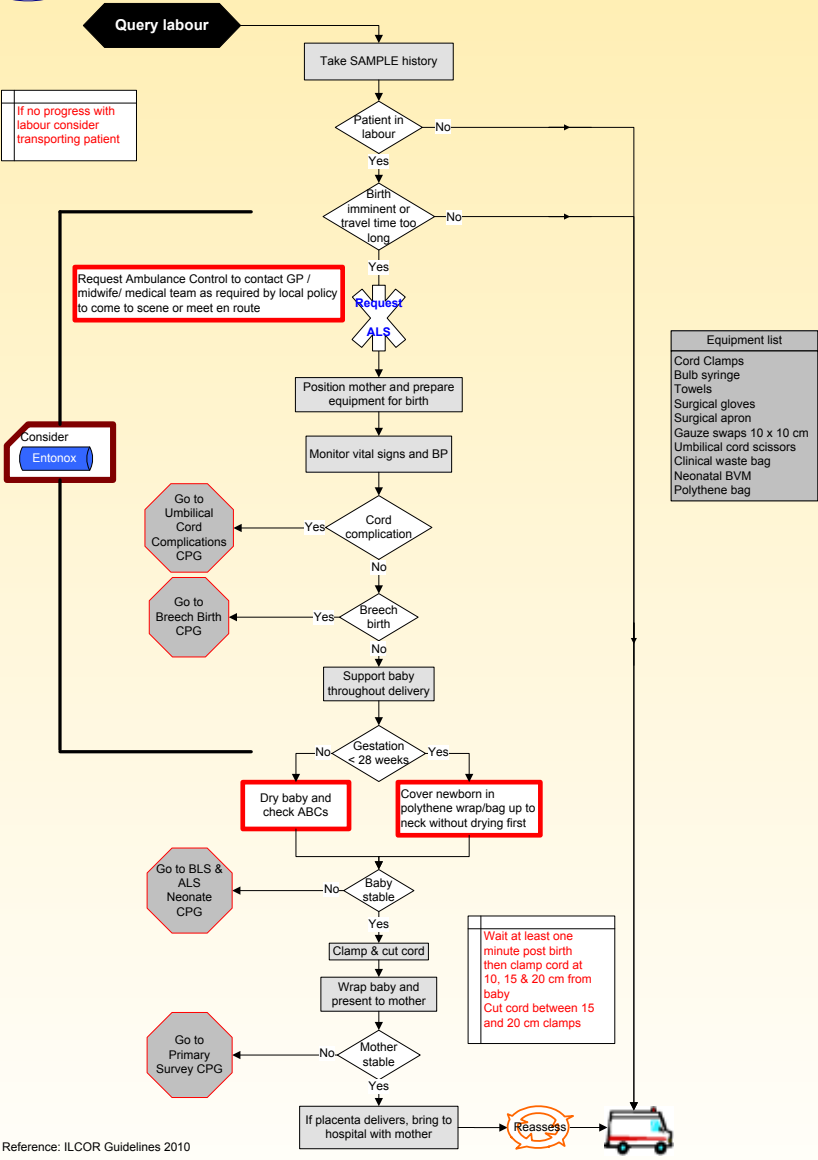 Query labour
Take SAMPLE history
If no progress with
labour consider
transporting patient
Patient in
labour
No
Yes
Birth
imminent or
travel time too
long
No
Yes
Request Ambulance Control to contact GP /
midwife/ medical team as required by local policy
to come to scene or meet en route
Request
ALS
Equipment list
Cord Clamps
Bulb syringe
Towels
Surgical gloves
Surgical apron
Gauze swaps 10 x 10 cm
Umbilical cord scissors
Clinical waste bag
Neonatal BVM
Polythene bag
Position mother and prepare
equipment for birth
Consider
Entonox
Monitor vital signs and BP
Go to
Umbilical
Cord
Complications
CPG
Yes
Cord
complication
No
Go to
Breech Birth
CPG
Yes
Breech
birth
No
Support baby
throughout delivery
No
Gestation
< 28 weeks
Yes
Dry baby and
check ABCs
Cover newborn in
polythene wrap/bag up to
neck without drying first
Go to BLS &
ALS
Neonate
CPG
No
Baby
stable
Yes
Clamp & cut cord
Wait at least one
minute post birth
then clamp cord at
10, 15 & 20 cm from
baby
Cut cord between 15
and 20 cm clamps
Wrap baby and
present to mother
Go to
Primary
Survey CPG
No
Mother
stable
Yes
If placenta delivers, bring to
hospital with mother
Reassess
Reference: ILCOR Guidelines 2010